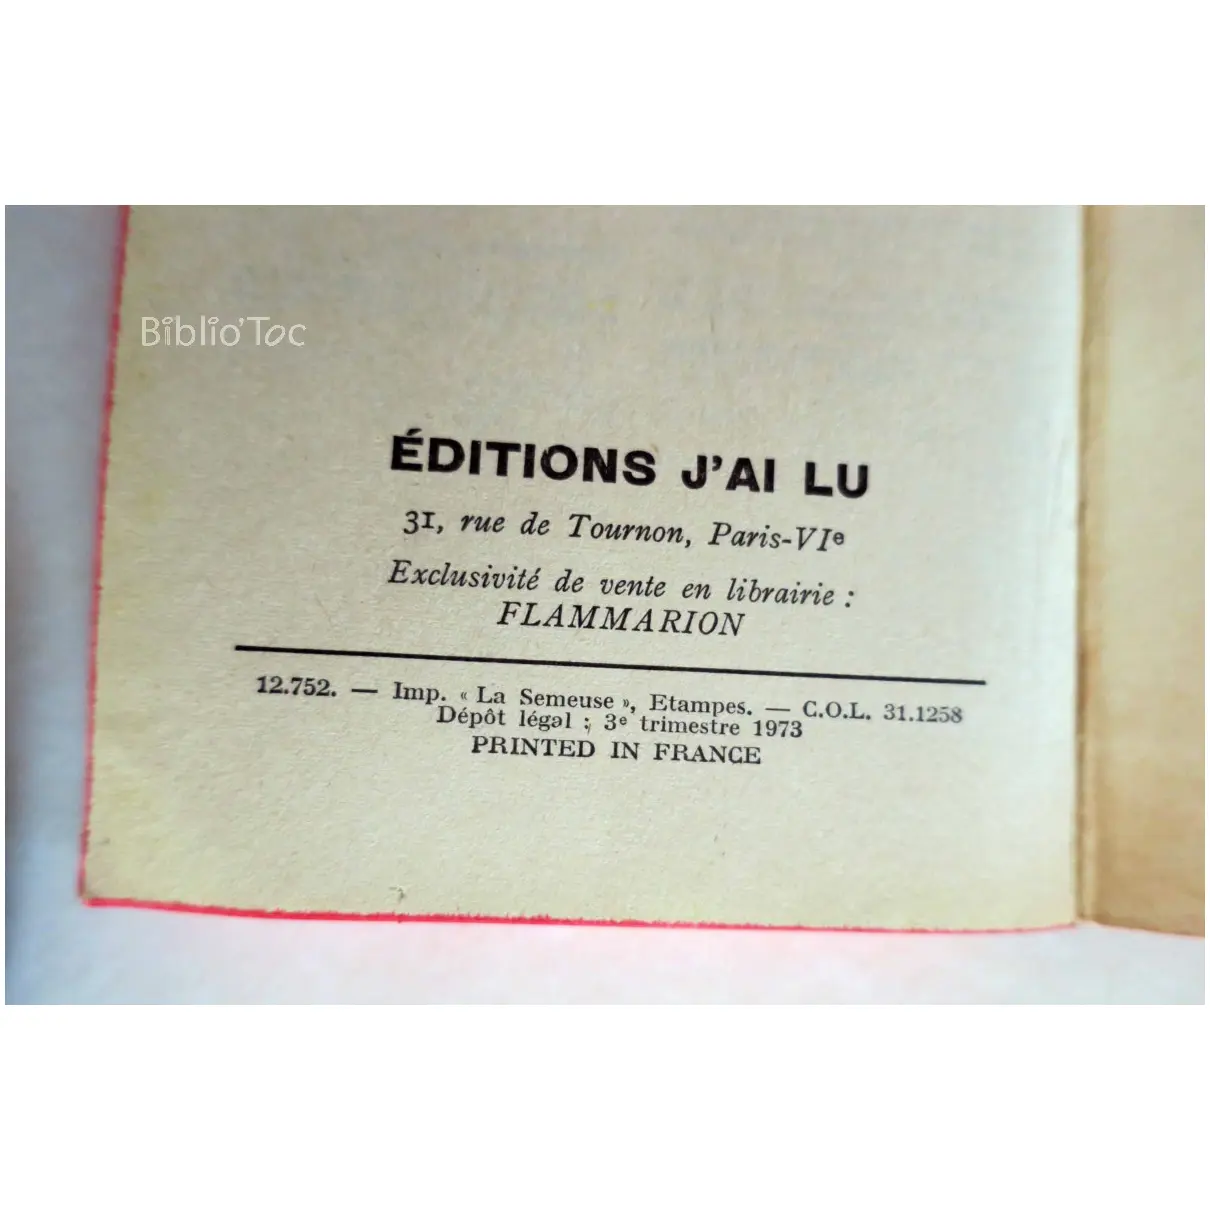 Biblio'Toc
ÉDITIONS J'AI LU
31, rue de Tournon, Paris-VIe
Exclusivité de vente en librairie :
FLAMMARION
12.752. — Imp. « La Semeuse », Etampes. — C.O.L. 31.1258
Dépôt légal : 3e trimestre 1973
PRINTED IN FRANCE